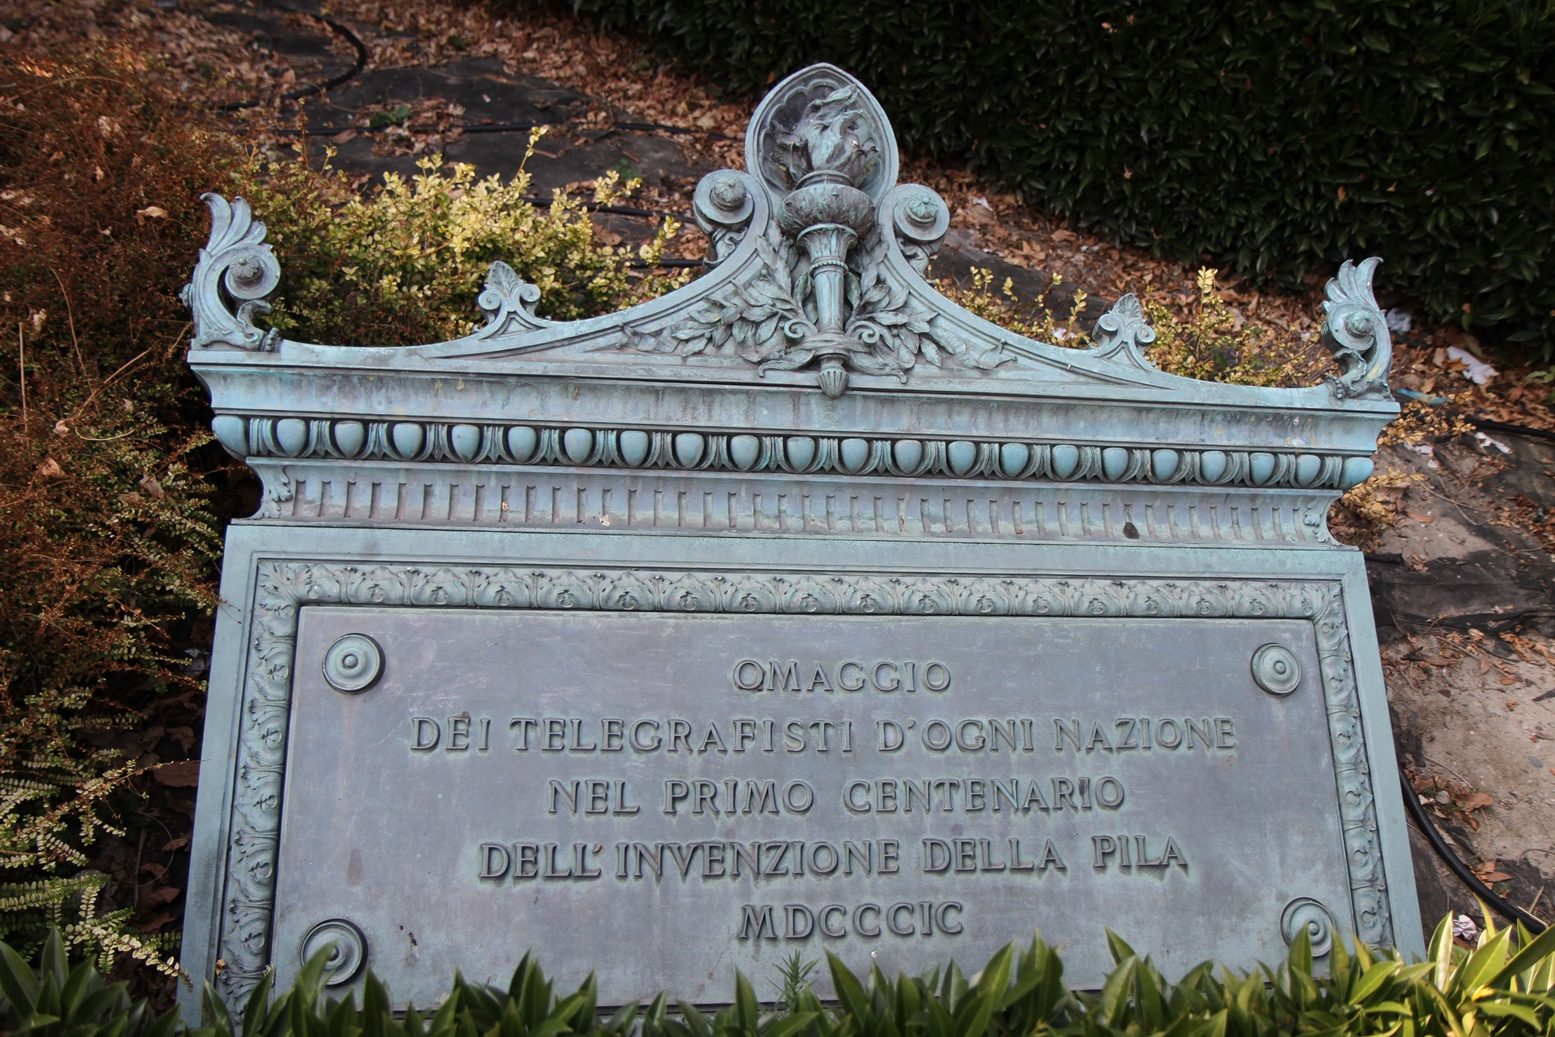 OMAGGIO
DEI TELEGRAFISTI D'OGNI NAZIONE
NEL PRIMO CENTENARIO
DELL'INVENZIONE DELLA PILA
MDCCCIC